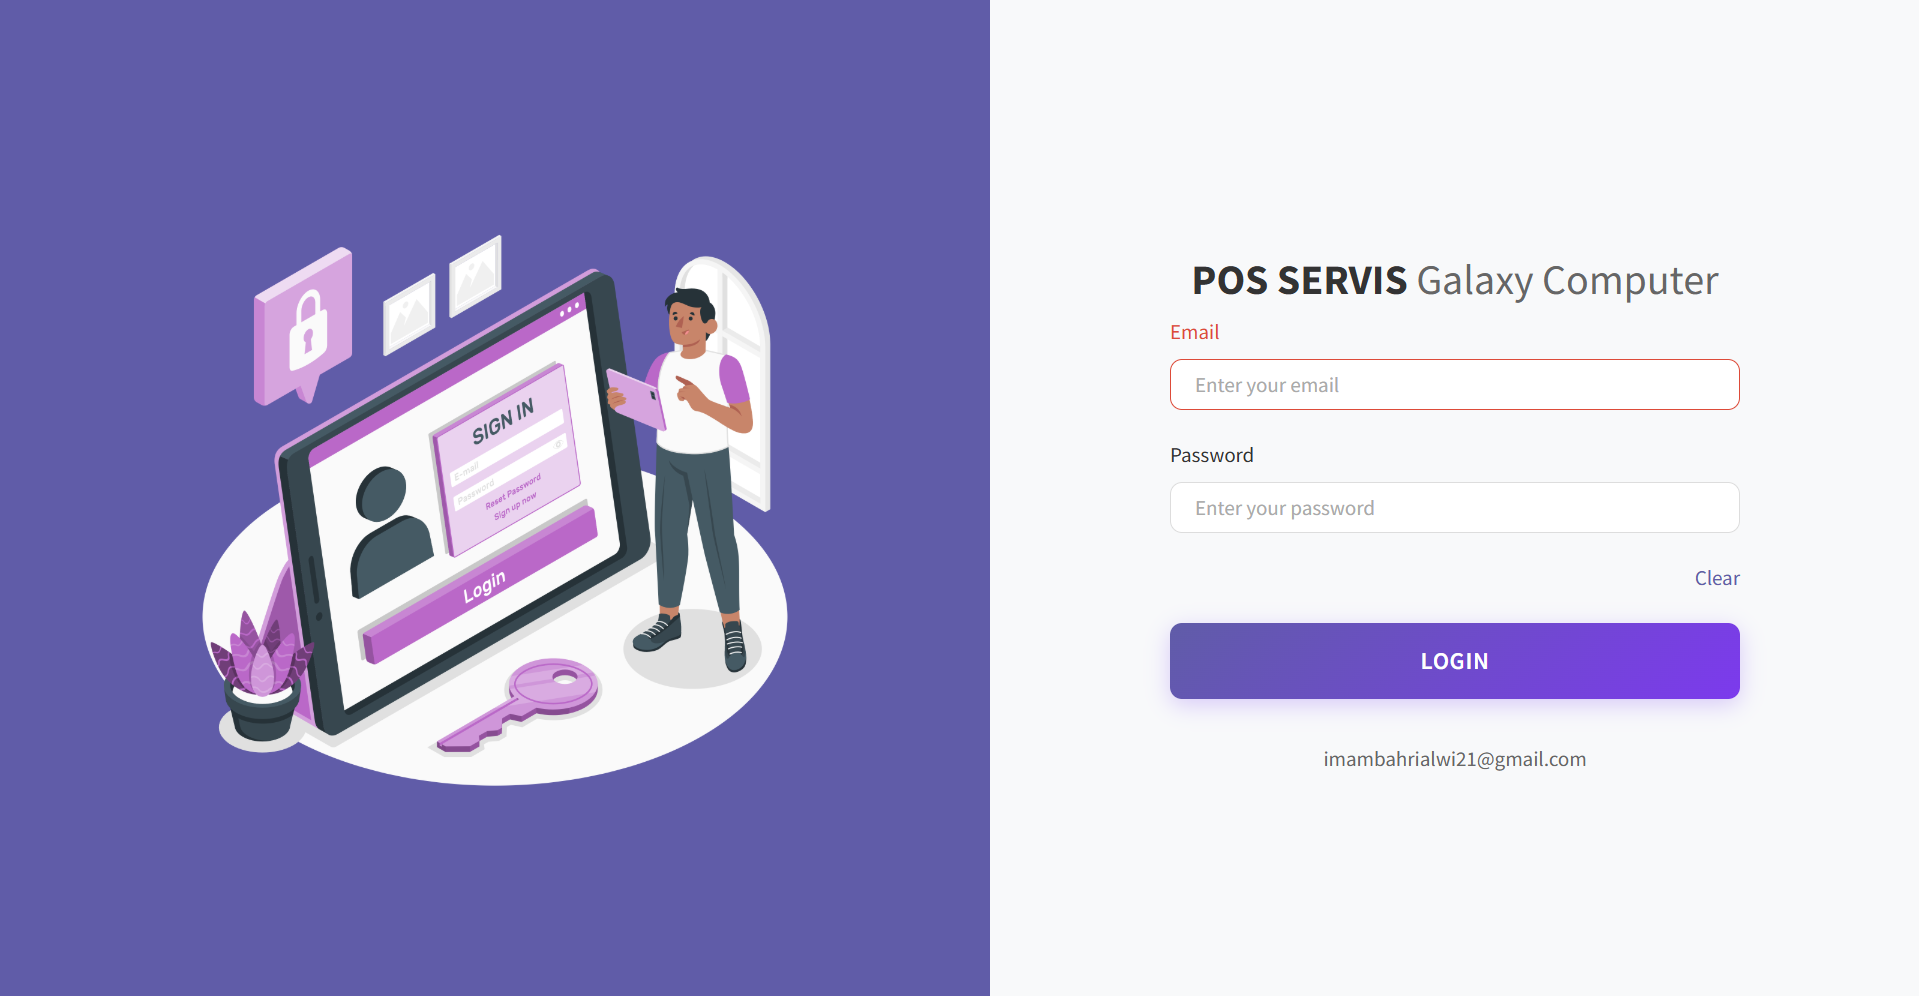 SIGN IN
E-mail
Password
Reset Password
Sign up now
Login
POS SERVIS Galaxy Computer
Email
Enter your email
Password
Enter your password
Clear
LOGIN
imambahrialwi21@gmail.com